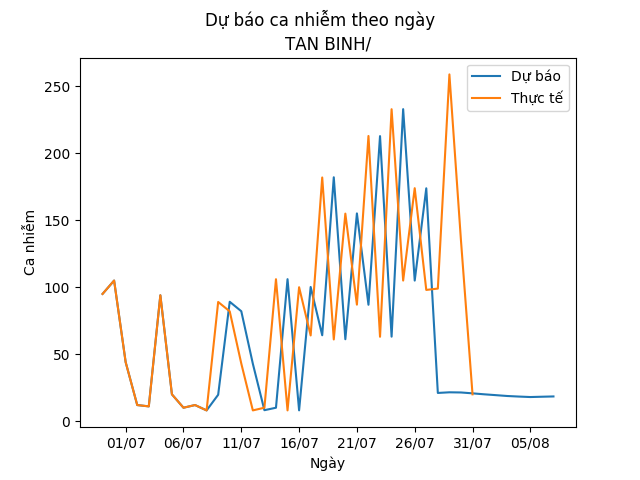 Dự báo ca nhiễm theo ngày
TAN BINH/
Dự báo
Thực tế
Ca nhiễm
250
200
150
100
50
0
01/07 06/07 11/07 16/07 21/07 26/07 31/07 05/08
Ngày